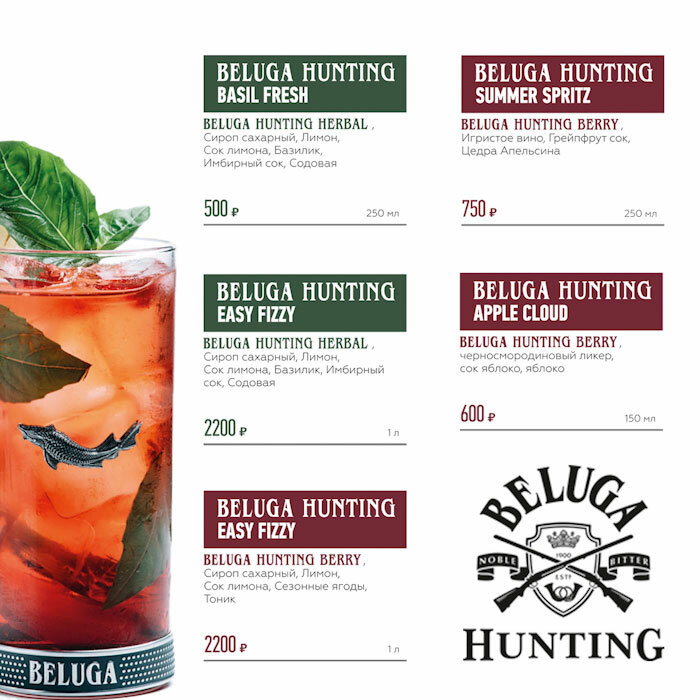 BELUGA HUNTING
BASIL FRESH
BELUGA HUNTING HERBAL ,
Сироп сахарный, Лимон,
Сок лимона, Базилик,
Имбирный сок, Содовая
500 ₽
250 мл
BELUGA HUNTING
EASY FIZZY
BELUGA HUNTING HERBAL ,
Сироп сахарный, Лимон,
Сок лимона, Базилик, Имбирный
сок, Содовая
2200 ₽
1 л
BELUGA HUNTING
EASY FIZZY
BELUGA HUNTING BERRY ,
Сироп сахарный, Лимон,
Сок лимона, Сезонные ягоды,
Тоник
2200 ₽
1 л
BELUGA HUNTING
SUMMER SPRITZ
BELUGA HUNTING BERRY ,
Игристое вино, Грейпфрут сок,
Цедра Апельсина
750 ₽
250 мл
BELUGA HUNTING
APPLE CLOUD
BELUGA HUNTING BERRY ,
черносмородиновый ликер,
сок яблоко, яблоко
600 ₽
150 мл
BELUGA
NOBLE
1900
BITTER
ESTD
HUNTING
BELUGA